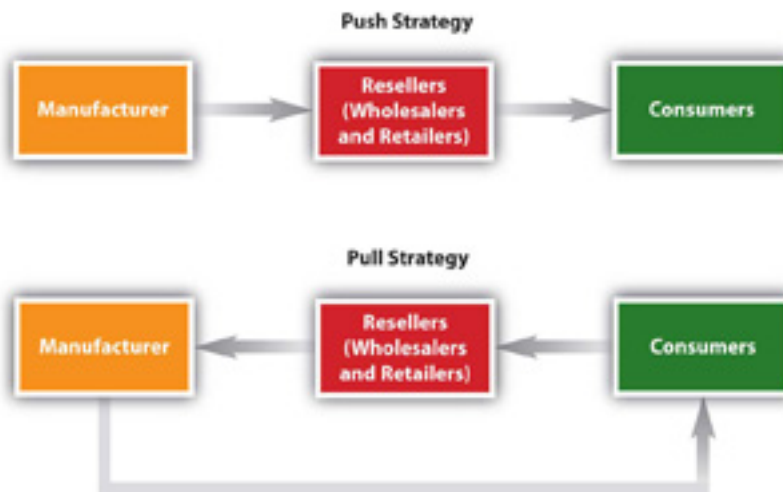 Push Strategy
Manufacturer
Resellers
(Wholesalers
and Retailers)
Consumers
Pull Strategy
Manufacturer
Resellers
(Wholesalers
and Retailers)
Consumers